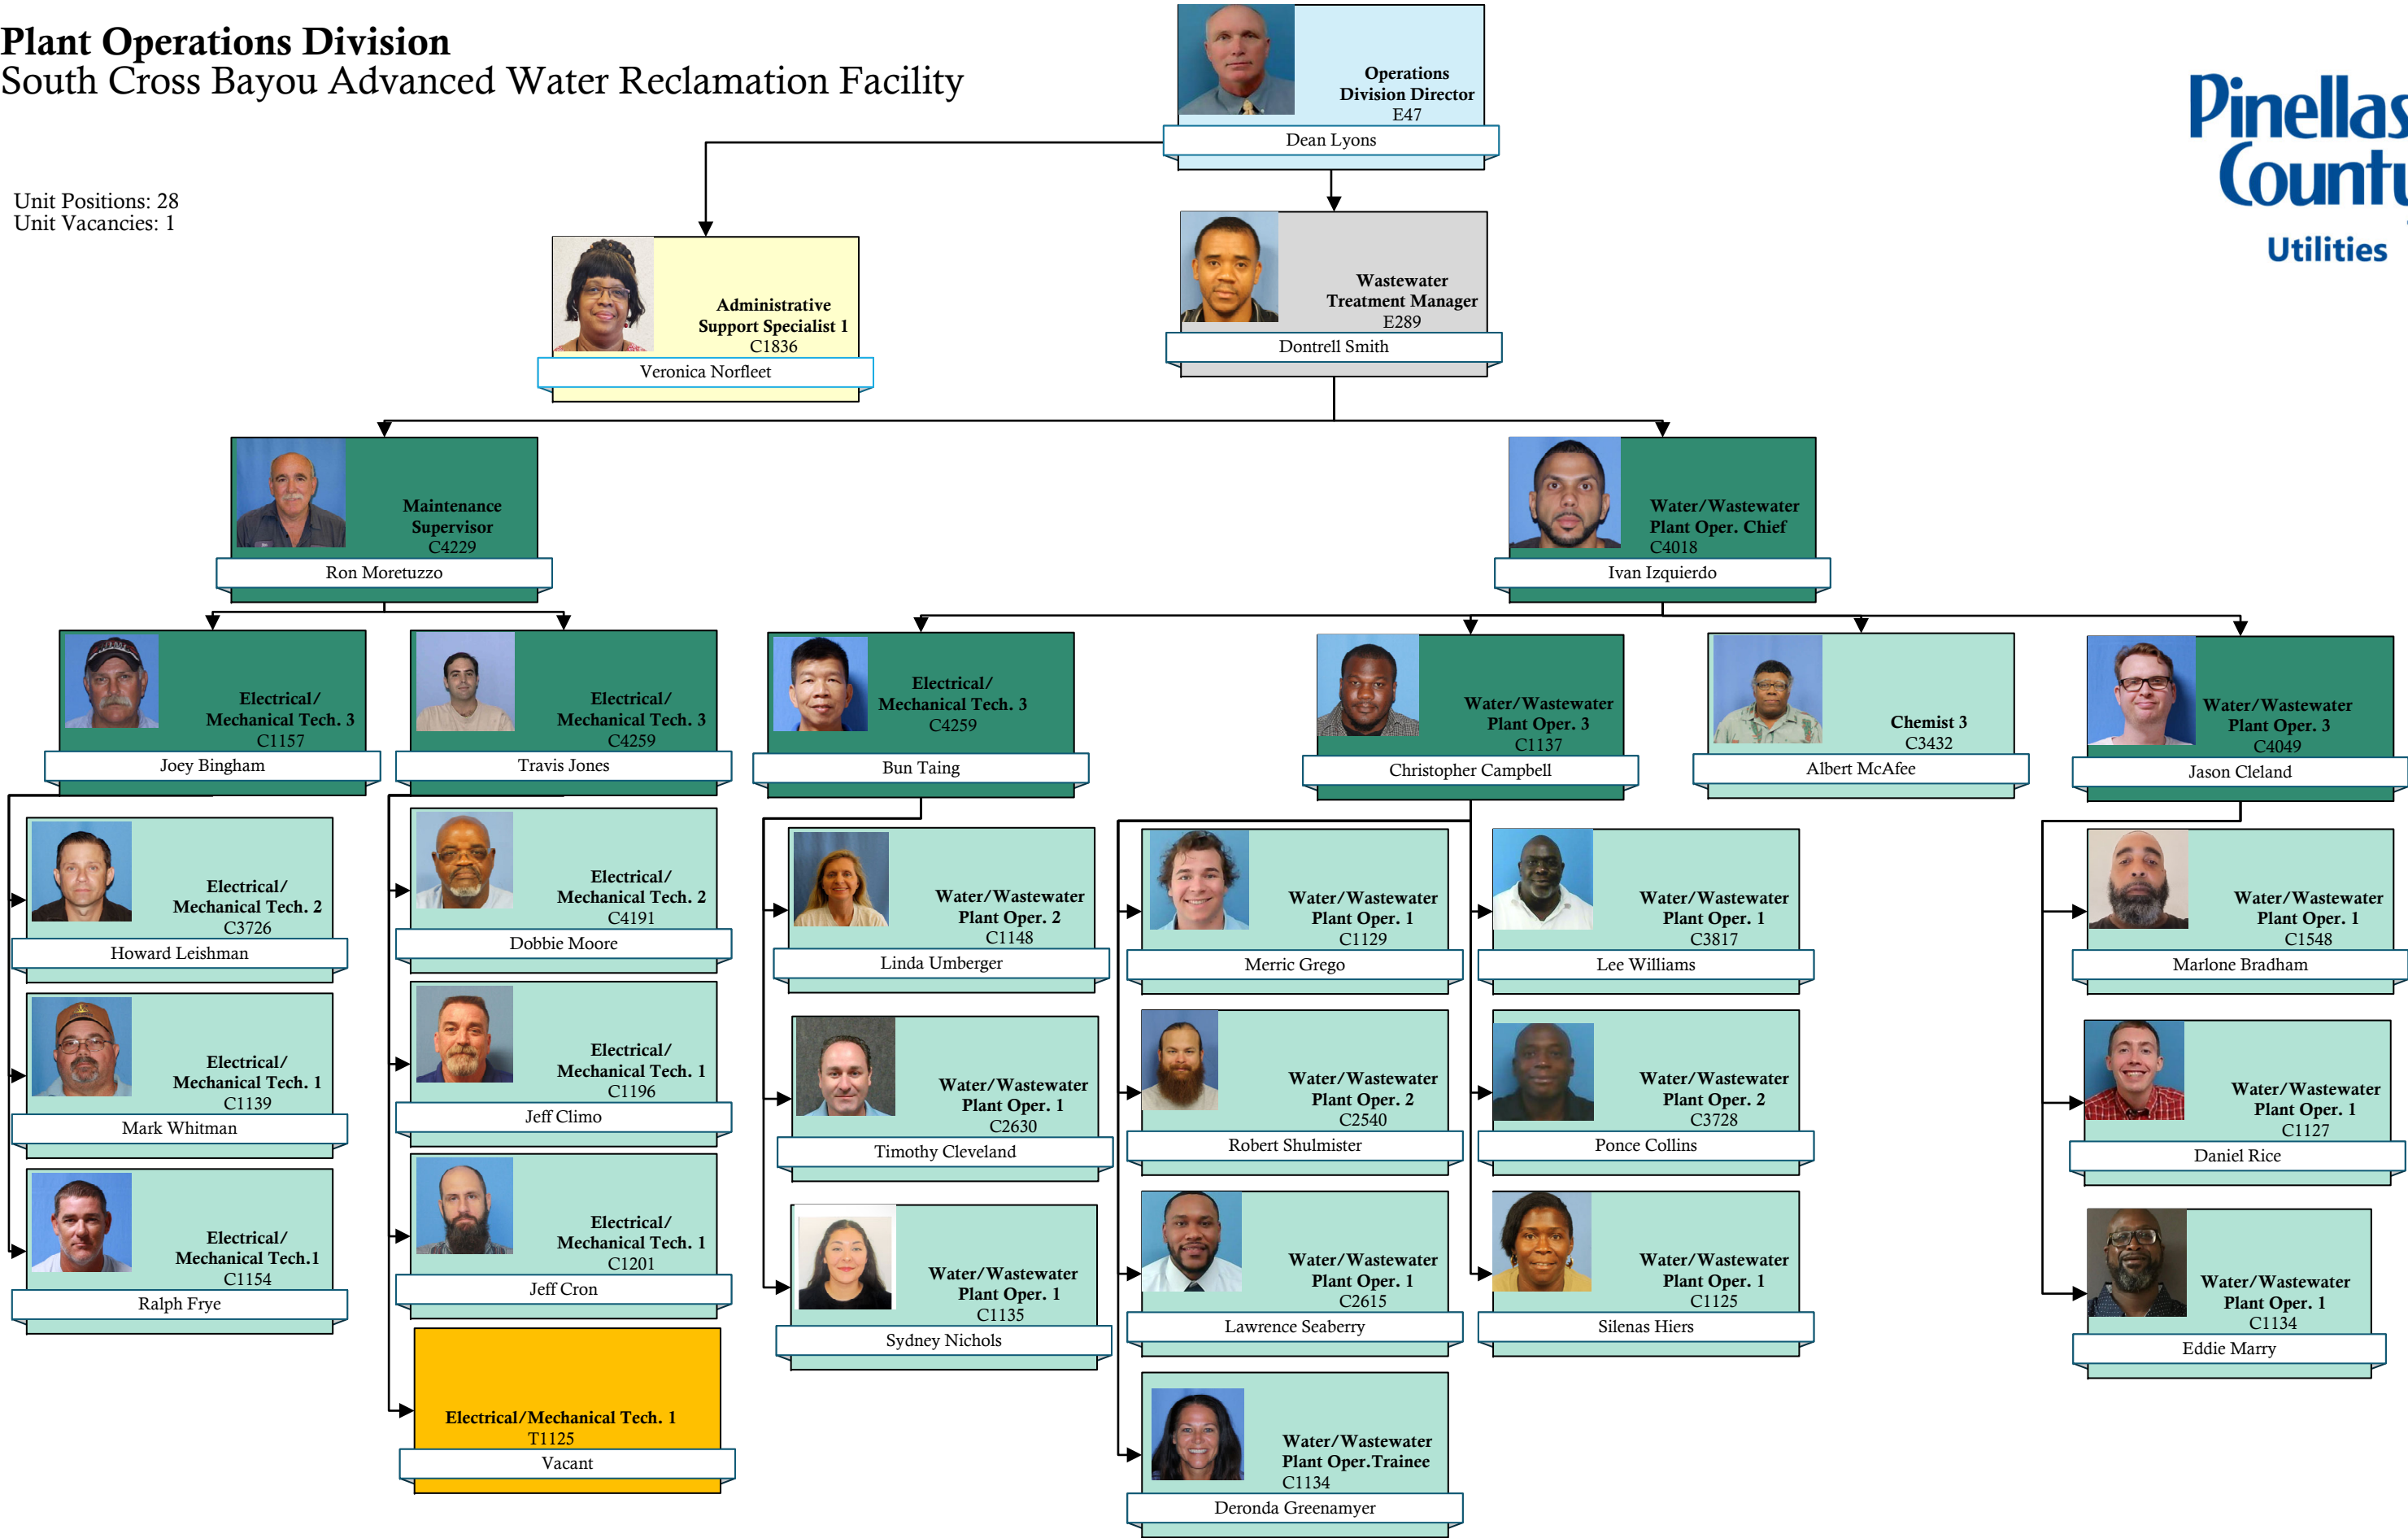 Plant Operations Division
South Cross Bayou Advanced Water Reclamation Facility
Unit Positions: 28
Unit Vacancies: 1
Pinellas
County
Utilities
Operations
Division Director
E47
Dean Lyons
Administrative
Support Specialist 1
C1836
Veronica Norfleet
Wastewater
Treatment Manager
E289
Dontrell Smith
Maintenance
Supervisor
C4229
Ron Moretuzzo
Water/Wastewater
Plant Oper. Chief
C4018
Ivan Izquierdo
Electrical/
Mechanical Tech. 3
C1157
Joey Bingham
Electrical/
Mechanical Tech. 3
C4259
Travis Jones
Electrical/
Mechanical Tech. 3
C4259
Bun Taing
Water/Wastewater
Plant Oper. 3
C1137
Christopher Campbell
Chemist 3
C3432
Albert McAfee
Water/Wastewater
Plant Oper. 3
C4049
Jason Cleland
Electrical/
Mechanical Tech. 2
C3726
Howard Leishman
Electrical/
Mechanical Tech. 1
C1139
Mark Whitman
Electrical/
Mechanical Tech.1
C1154
Ralph Frye
Electrical/
Mechanical Tech. 2
C4191
Dobbie Moore
Electrical/
Mechanical Tech. 1
C1196
Jeff Climo
Electrical/
Mechanical Tech. 1
C1201
Jeff Cron
Electrical/Mechanical Tech. 1
T1125
Vacant
Water/Wastewater
Plant Oper. 2
C1148
Linda Umberger
Water/Wastewater
Plant Oper. 1
C2630
Timothy Cleveland
Water/Wastewater
Plant Oper. 1
C1135
Sydney Nichols
Water/Wastewater
Plant Oper. 1
C1129
Merric Grego
Water/Wastewater
Plant Oper. 2
C2540
Robert Shulmister
Water/Wastewater
Plant Oper. 1
C2615
Lawrence Seaberry
Water/Wastewater
Plant Oper.Trainee
C1134
Deronda Greenamyer
Water/Wastewater
Plant Oper. 1
C3817
Lee Williams
Water/Wastewater
Plant Oper. 2
C3728
Ponce Collins
Water/Wastewater
Plant Oper. 1
C1125
Silenas Hiers
Water/Wastewater
Plant Oper. 1
C1548
Marlone Bradham
Water/Wastewater
Plant Oper. 1
C1127
Daniel Rice
Water/Wastewater
Plant Oper. 1
C1134
Eddie Marry